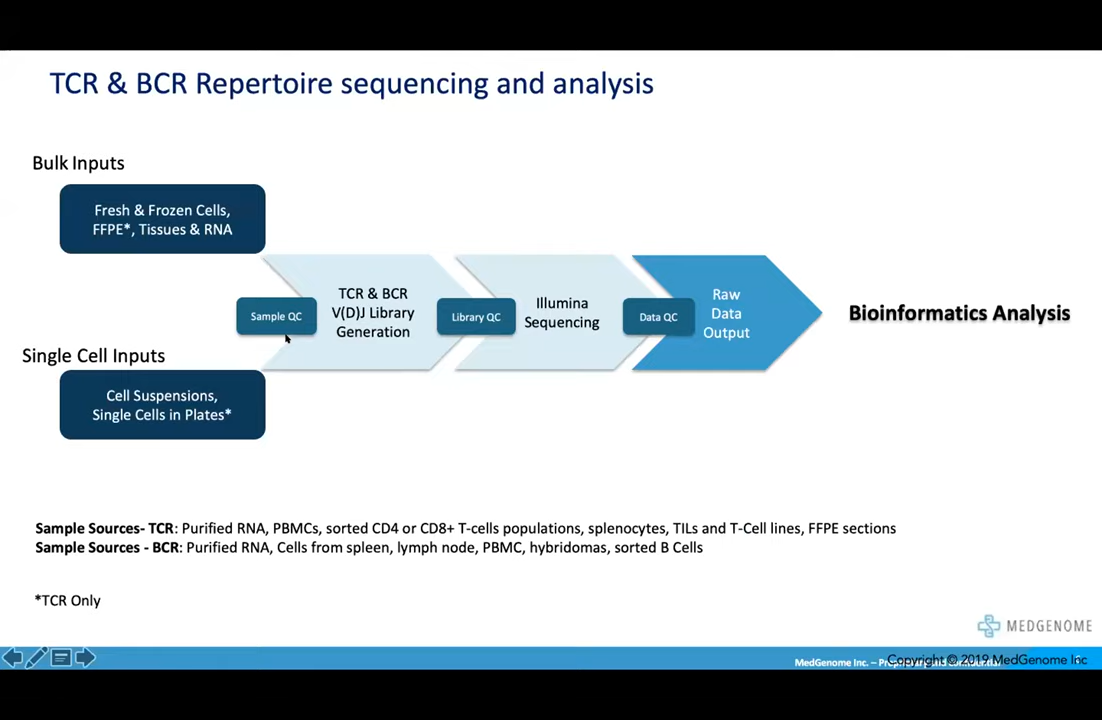 TCR & BCR Repertoire sequencing and analysis
Bulk Inputs
Fresh & Frozen Cells,
FFPE*, Tissues & RNA
Single Cell Inputs
Cell Suspensions,
Single Cells in Plates*
Sample QC
TCR & BCR
V(D)J Library
Generation
Library QC
Illumina
Sequencing
Data QC
Raw
Data
Output
Bioinformatics Analysis
Sample Sources- TCR: Purified RNA, PBMCs, sorted CD4 or CD8+ T-cells populations, splenocytes, TILs and T-Cell lines, FFPE sections
Sample Sources - BCR: Purified RNA, Cells from spleen, lymph node, PBMC, hybridomas, sorted B Cells
*TCR Only
MEDGENOME
MedGenome Inc. –
Copyright © 2019 MedGenome Inc